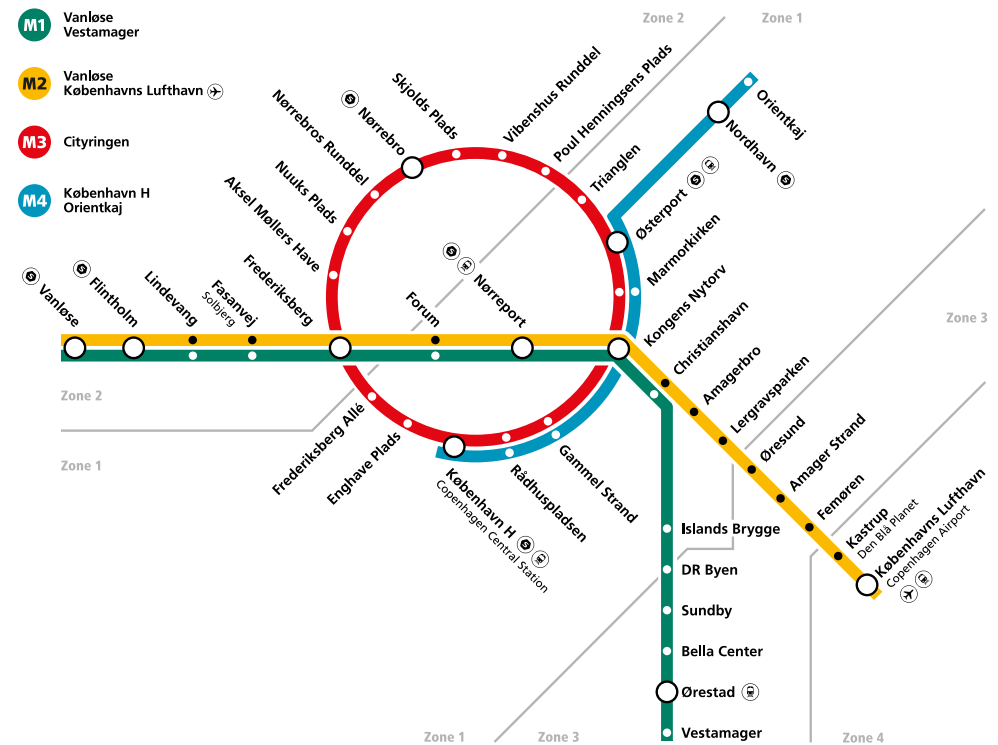 M1
Vanløse
Vestamager
M2
Vanløse
Københavns Lufthavn
M3
Cityringen
M4
København H
Orientkaj
Zone 2
Zone 1
Skjolds Plads
Vibenshus Runddel
Poul Henningsens Plads
Nørrebro
Nørrebros Runddel
Trianglen
Orientkaj
Nordhavn
Nuuks Plads
Østerport
Aksel Møllers Have
Marmorkirken
Vanløse
Flintholm
Lindevang
Fasanvej
Solbjerg
Frederiksberg
Forum
Nørreport
Kongens Nytorv
Christianshavn
Amagerbro
Lergravsparken
Øresund
Amager Strand
Femøren
Kastrup
Den Blå Planet
Københavns Lufthavn
Copenhagen Airport
Zone 3
Zone 2
Zone 1
Frederiksberg Allé
Enghave Plads
København H
Copenhagen Central Station
Rådhuspladsen
Gammel Strand
Islands Brygge
DR Byen
Sundby
Bella Center
Ørestad
Vestamager
Zone 1
Zone 3
Zone 4